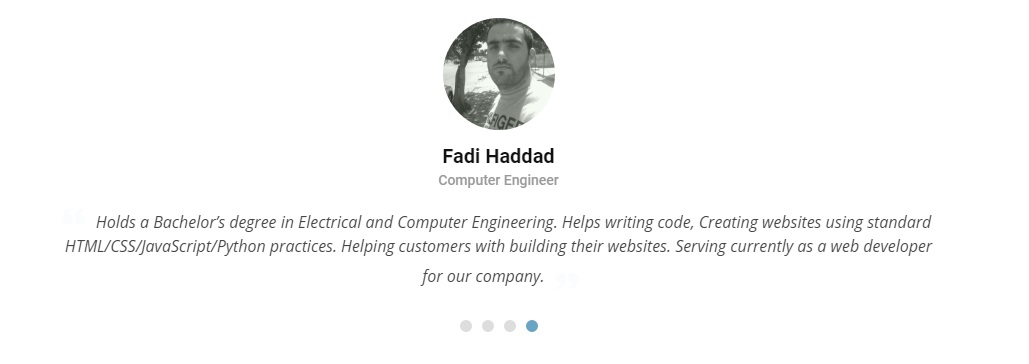 Fadi Haddad
Computer Engineer
Holds a Bachelor’s degree in Electrical and Computer Engineering. Helps writing code, Creating websites using standard
HTML/CSS/JavaScript/Python practices. Helping customers with building their websites. Serving currently as a web developer
for our company.